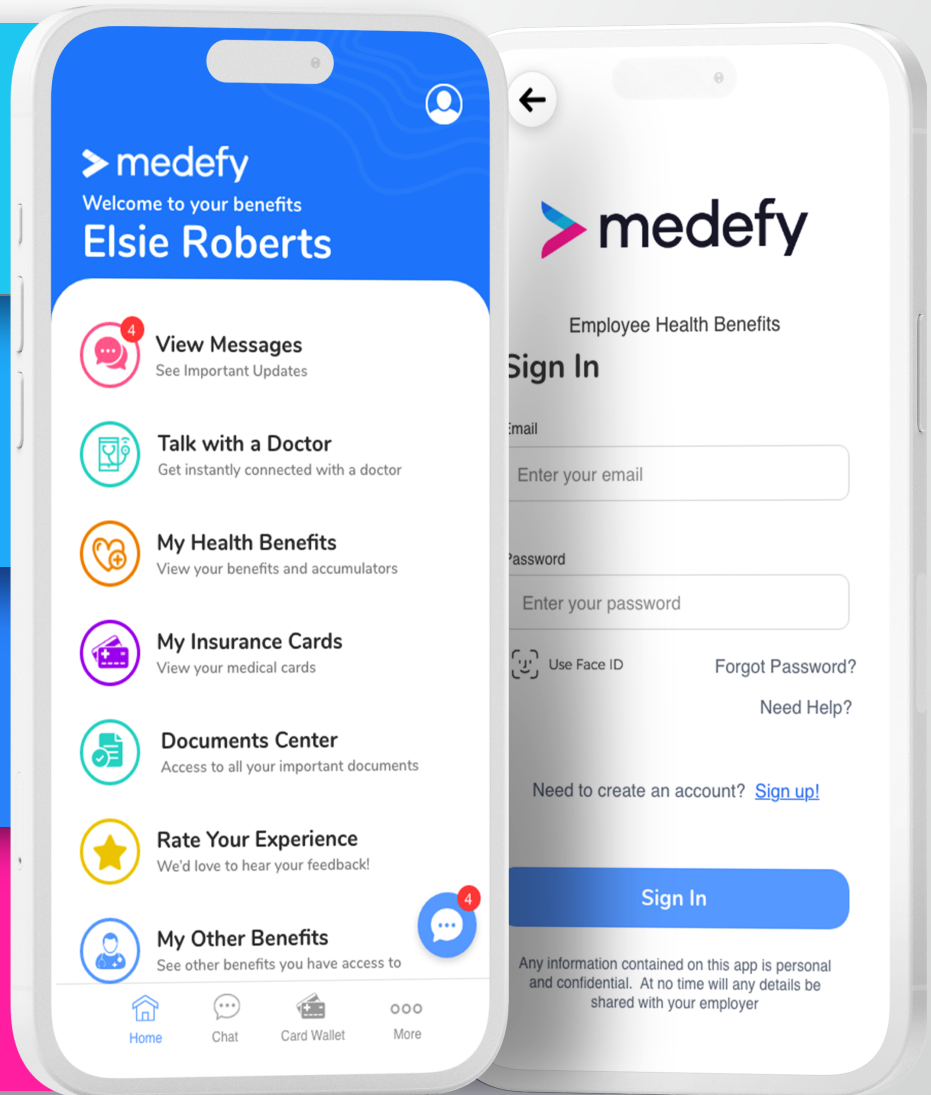 medefy
Welcome to your benefits
Elsie Roberts
4
View Messages
See Important Updates
Talk with a Doctor
Get instantly connected with a doctor
My Health Benefits
View your benefits and accumulators
My Insurance Cards
View your medical cards
Documents Center
Access to all your important documents
Rate Your Experience
We'd love to hear your feedback!
4
My Other Benefits
See other benefits you have access to
Home
Chat
Card Wallet
More
medefy
Employee Health Benefits
Sign In
Email
Enter your email
Password
Enter your password
Use Face ID
Forgot Password?
Need Help?
Need to create an account? Sign up!
Sign In
Any information contained on this app is personal
and confidential. At no time will any details be
shared with your employer